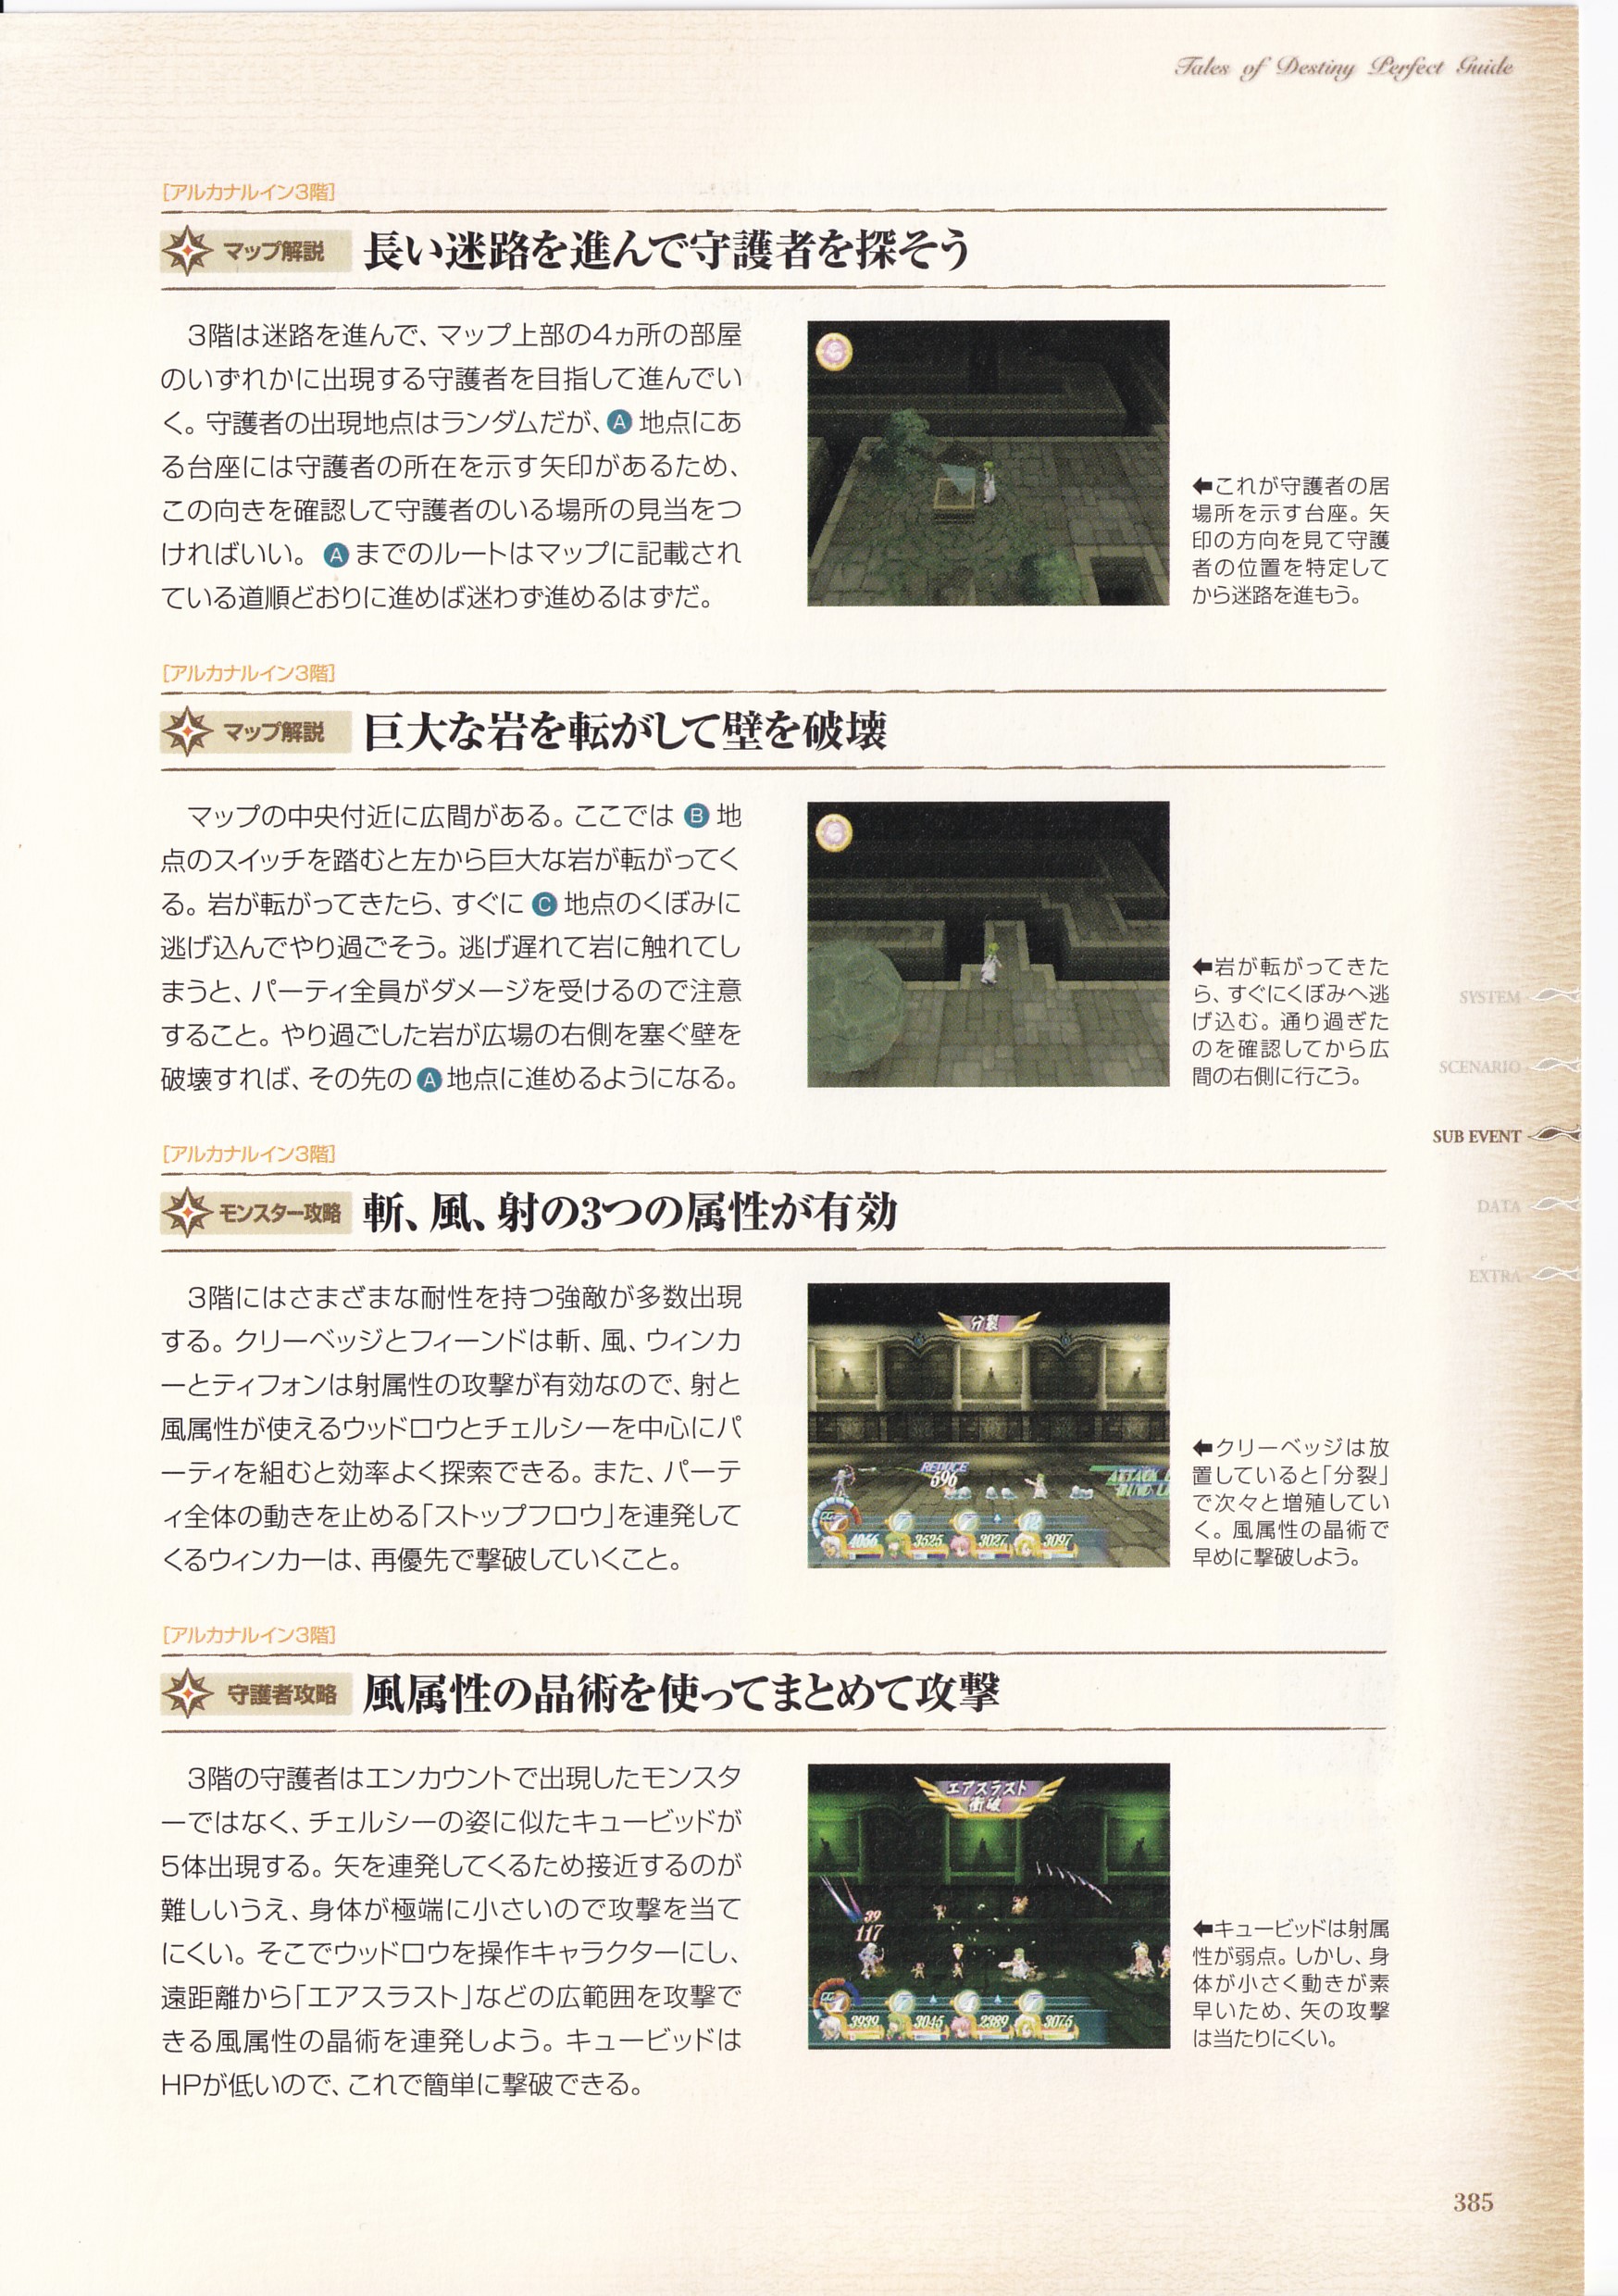 Tales of Destiny Perfect Guide
[アルカナルイン3階]
マップ解説 長い迷路を進んで守護者を探そう
3階は迷路を進んで、マップ上部の4ヵ所の部屋
のいずれかに出現する守護者を目指して進んでい
く。守護者の出現地点はランダムだが、A地点にあ
る台座には守護者の所在を示す矢印があるため、
この向きを確認して守護者のいる場所の見当をつ
ければいい。Aまでのルートはマップに記載され
ている道順どおりに進めば迷わず進めるはずだ。
←これが守護者の居
場所を示す台座。矢
印の方向を見て守護
者の位置を特定して
から迷路を進もう。
[アルカナルイン3階]
マップ解説 巨大な岩を転がして壁を破壊
マップの中央付近に広間がある。ここではB地
点のスイッチを踏むと左から巨大な岩が転がってく
る。岩が転がってきたら、すぐにC地点のくぼみに
逃げ込んでやり過ごそう。逃げ遅れて岩に触れてし
まうと、パーティ全員がダメージを受けるので注意
すること。やり過ごした岩が広場の右側を塞ぐ壁を
破壊すれば、その先のA地点に進めるようになる。
←岩が転がってきた
ら、すぐにくぼみへ逃
げ込む。通り過ぎた
のを確認してから広
間の右側に行こう。
[アルカナルイン3階]
モンスター攻略 斬、風、射の3つの属性が有効
3階にはさまざまな耐性を持つ強敵が多数出現
する。クリーベッジとフィーンドは斬、風、ウィンカ
ーとティフォンは射属性の攻撃が有効なので、射と
風属性が使えるウッドロウとチェルシーを中心にパ
ーティを組むと効率よく探索できる。また、パーテ
ィ全体の動きを止める「ストップフロウ」を連発して
くるウィンカーは、再優先で撃破していくこと。
分裂
REDUCE
696
4056
3525
3027
3097
←クリーベッジは放
置していると「分裂」
で次々と増殖してい
く。風属性の晶術で
早めに撃破しよう。
[アルカナルイン3階]
守護者攻略 風属性の晶術を使ってまとめて攻撃
3階の守護者はエンカウントで出現したモンスタ
ーではなく、チェルシーの姿に似たキュービッドが
5体出現する。矢を連発してくるため接近するのが
難しいうえ、身体が極端に小さいので攻撃を当て
にくい。そこでウッドロウを操作キャラクターにし、
遠距離から「エアスラスト」などの広範囲を攻撃で
きる風属性の晶術を連発しよう。キュービッドは
HPが低いので、これで簡単に撃破できる。
エアスラスト
衝破
39
117
3939
3045
2389
3075
←キュービッドは射属
性が弱点。しかし、身
体が小さく動きが素
早いため、矢の攻撃
は当たりにくい。
SYSTEM
SCENARIO
SUB EVENT
DATA
EXTRA
385